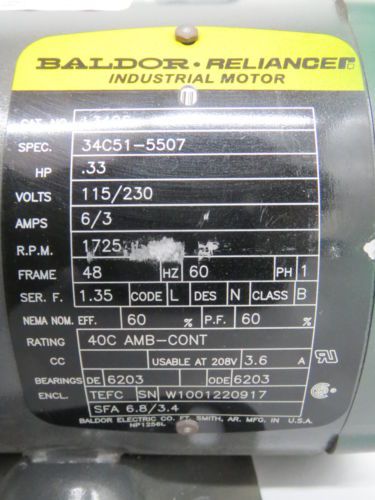 BALDOR • RELIANCE
INDUSTRIAL MOTOR
CAT. NO.
SPEC. 34C51-5507
HP .33
VOLTS 115/230
AMPS 6/3
R.P.M. 1725
FRAME 48 HZ 60 PH 1
SER. F. 1.35 CODE L DES N CLASS B
NEMA NOM. EFF. 60 % P.F. 60 %
RATING 40C AMB-CONT
CC USABLE AT 208V 3.6 A
BEARINGS DE 6203 ODE 6203
ENCL. TEFC SN W1001220917
SFA 6.8/3.4
BALDOR ELECTRIC CO. FT. SMITH, AR. MFG. IN U.S.A.
NP1256L